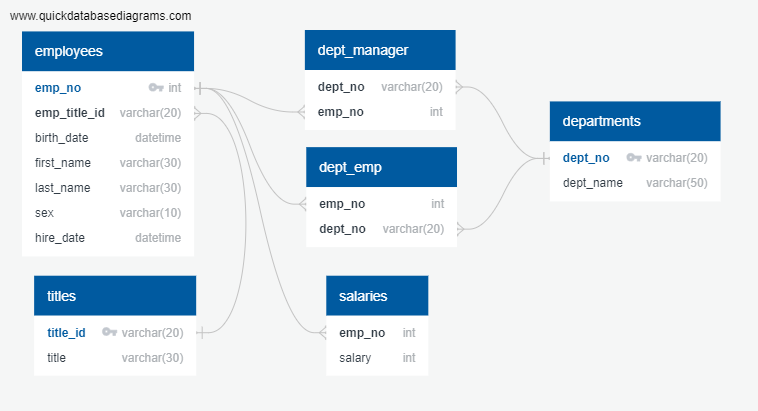 www.quickdatabasediagrams.com
employees
emp_no int
emp_title_id varchar(20)
birth_date datetime
first_name varchar(30)
last_name varchar(30)
sex varchar(10)
hire_date datetime
dept_manager
dept_no varchar(20)
emp_no int
departments
dept_no varchar(20)
dept_name varchar(50)
dept_emp
emp_no int
dept_no varchar(20)
titles
title_id varchar(20)
title varchar(30)
salaries
emp_no int
salary int